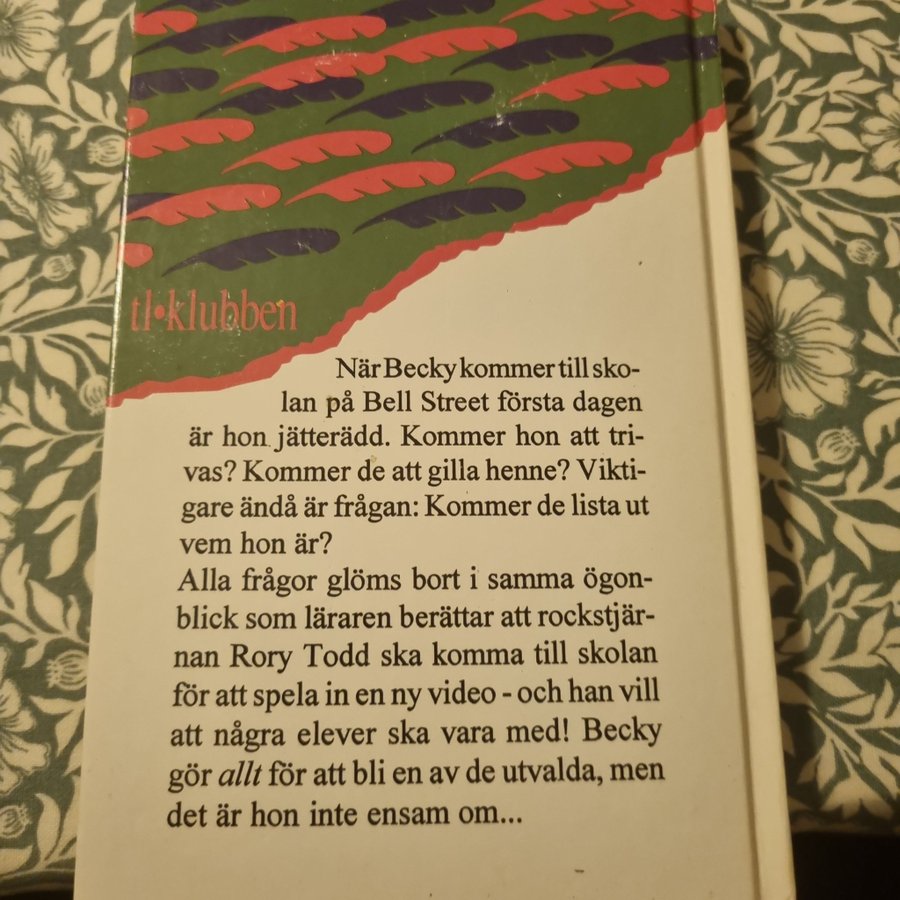 tl•klubben
När Becky kommer till sko-
lan på Bell Street första dagen
är hon jätterädd. Kommer hon att tri-
vas? Kommer de att gilla henne? Vikti-
gare ändå är frågan: Kommer de lista ut
vem hon är?
Alla frågor glöms bort i samma ögon-
blick som läraren berättar att rockstjär-
nan Rory Todd ska komma till skolan
för att spela in en ny video - och han vill
att några elever ska vara med! Becky
gör allt för att bli en av de utvalda, men
det är hon inte ensam om...